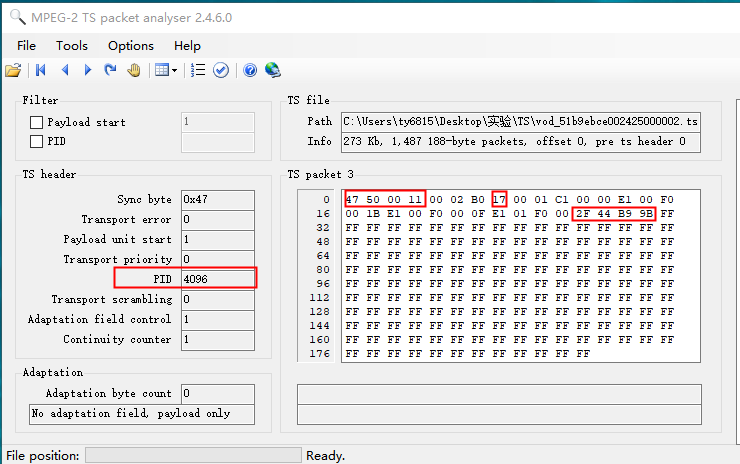 MPEG-2 TS packet analyser 2.4.6.0
File Tools Options Help
Filter
Payload start 1
PID
TS file
Path C:\Users\ty6815\Desktop\实验\TS\vod_51b9ebce002425000002.ts
Info 273 Kb, 1,487 188-byte packets, offset 0, pre ts header 0
TS header
Sync byte 0x47
Transport error 0
Payload unit start 1
Transport priority 0
PID 4096
Transport scrambling 0
Adaptation field control 1
Continuity counter 1
TS packet 3
0 47 50 00 11 00 02 B0 17 00 01 C1 00 00 E1 00 F0
16 00 1B E1 00 F0 00 0F E1 01 F0 00 2F 44 B9 9B FF
32 FF FF FF FF FF FF FF FF FF FF FF FF FF FF FF FF
48 FF FF FF FF FF FF FF FF FF FF FF FF FF FF FF FF
64 FF FF FF FF FF FF FF FF FF FF FF FF FF FF FF FF
80 FF FF FF FF FF FF FF FF FF FF FF FF FF FF FF FF
96 FF FF FF FF FF FF FF FF FF FF FF FF FF FF FF FF
112 FF FF FF FF FF FF FF FF FF FF FF FF FF FF FF FF
128 FF FF FF FF FF FF FF FF FF FF FF FF FF FF FF FF
144 FF FF FF FF FF FF FF FF FF FF FF FF FF FF FF FF
160 FF FF FF FF FF FF FF FF FF FF FF FF FF FF FF FF
176 FF FF FF FF FF FF FF FF FF FF FF FF
Adaptation
Adaptation byte count 0
No adaptation field, payload only
File position: Ready.